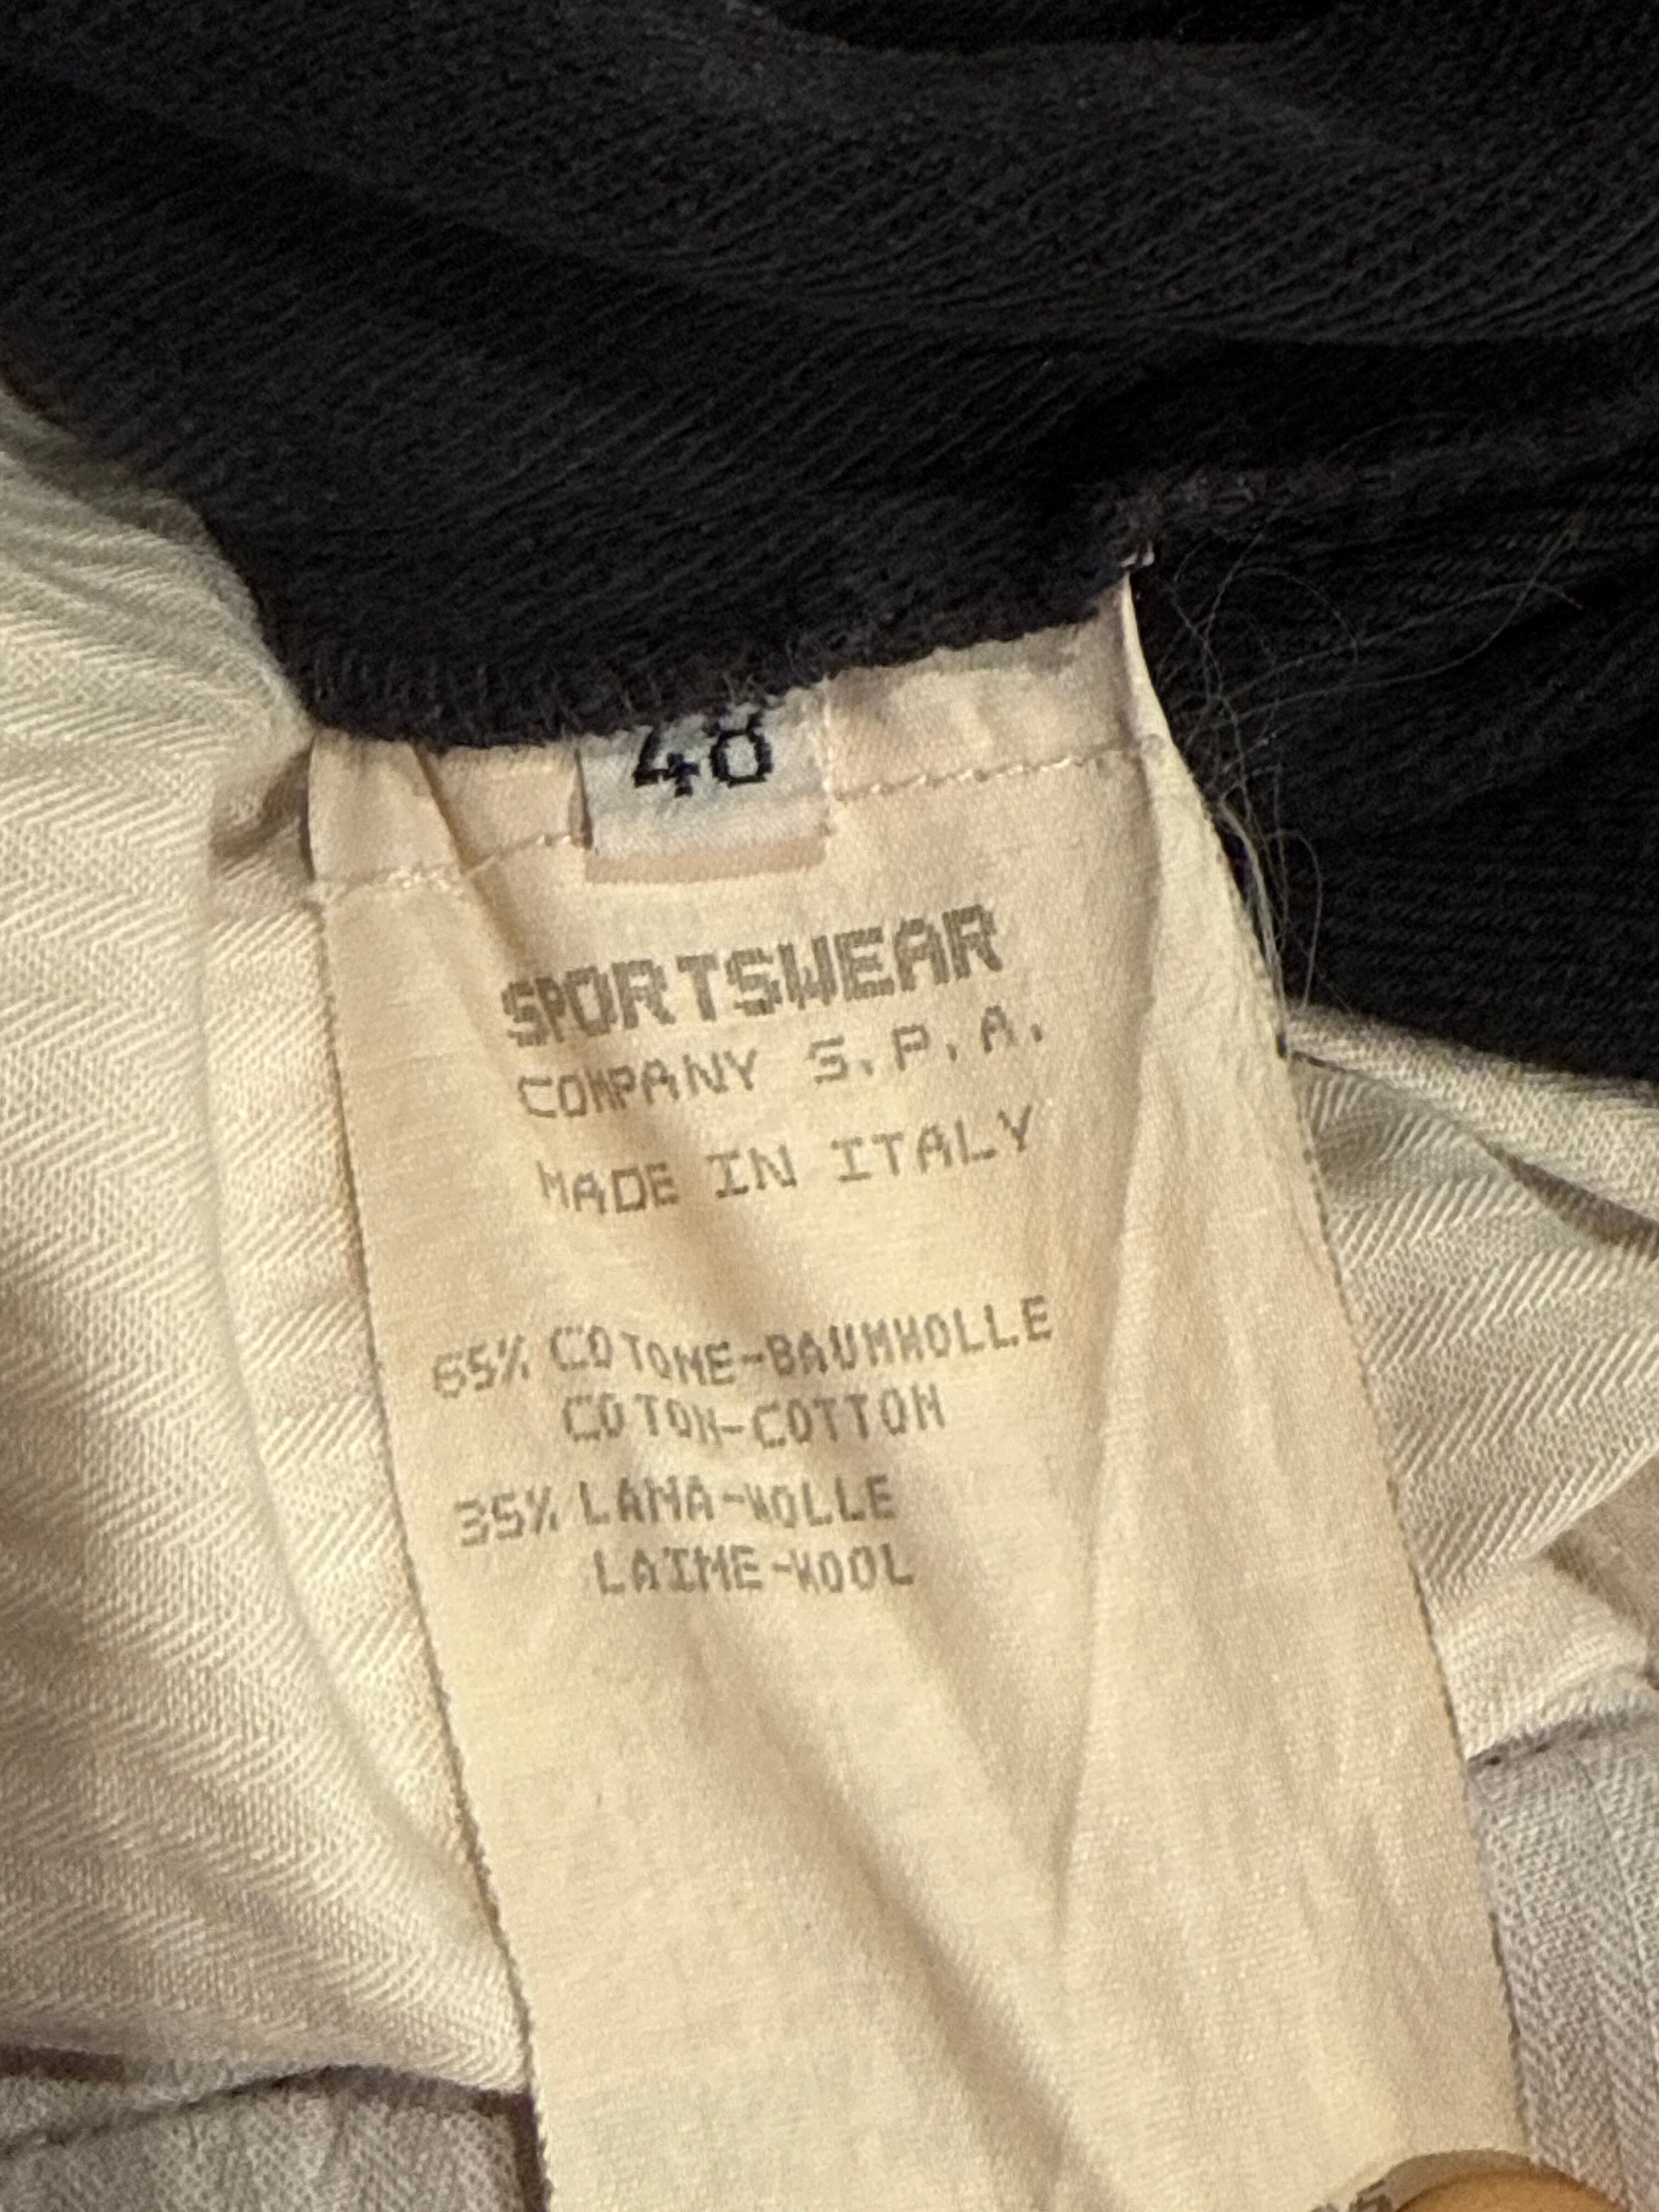 48
SPORTSWEAR
COMPANY S.P.A.
MADE IN ITALY
65% COTONE-BAUMWOLLE
COTON-COTTON
35% LANA-WOLLE
LAINE-WOOL